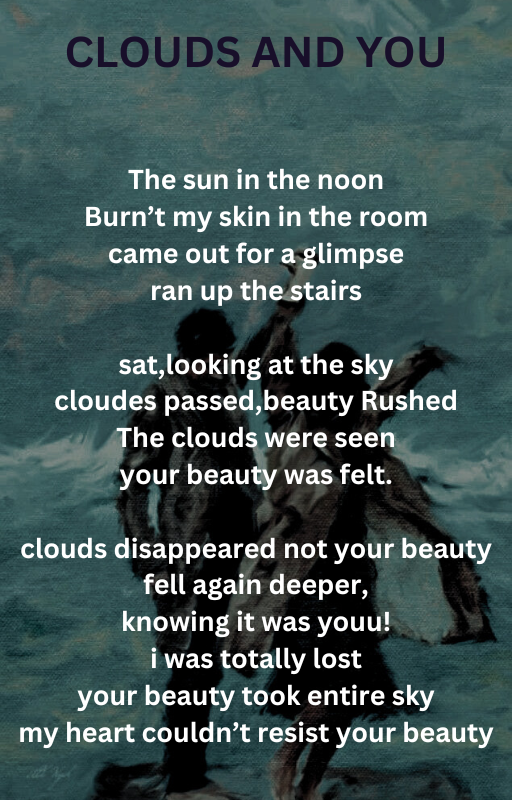 CLOUDS AND YOU
The sun in the noon
Burn’t my skin in the room
came out for a glimpse
ran up the stairs
sat,looking at the sky
cloudes passed,beauty Rushed
The clouds were seen
your beauty was felt.
clouds disappeared not your beauty
fell again deeper,
knowing it was youu!
i was totally lost
your beauty took entire sky
my heart couldn’t resist your beauty